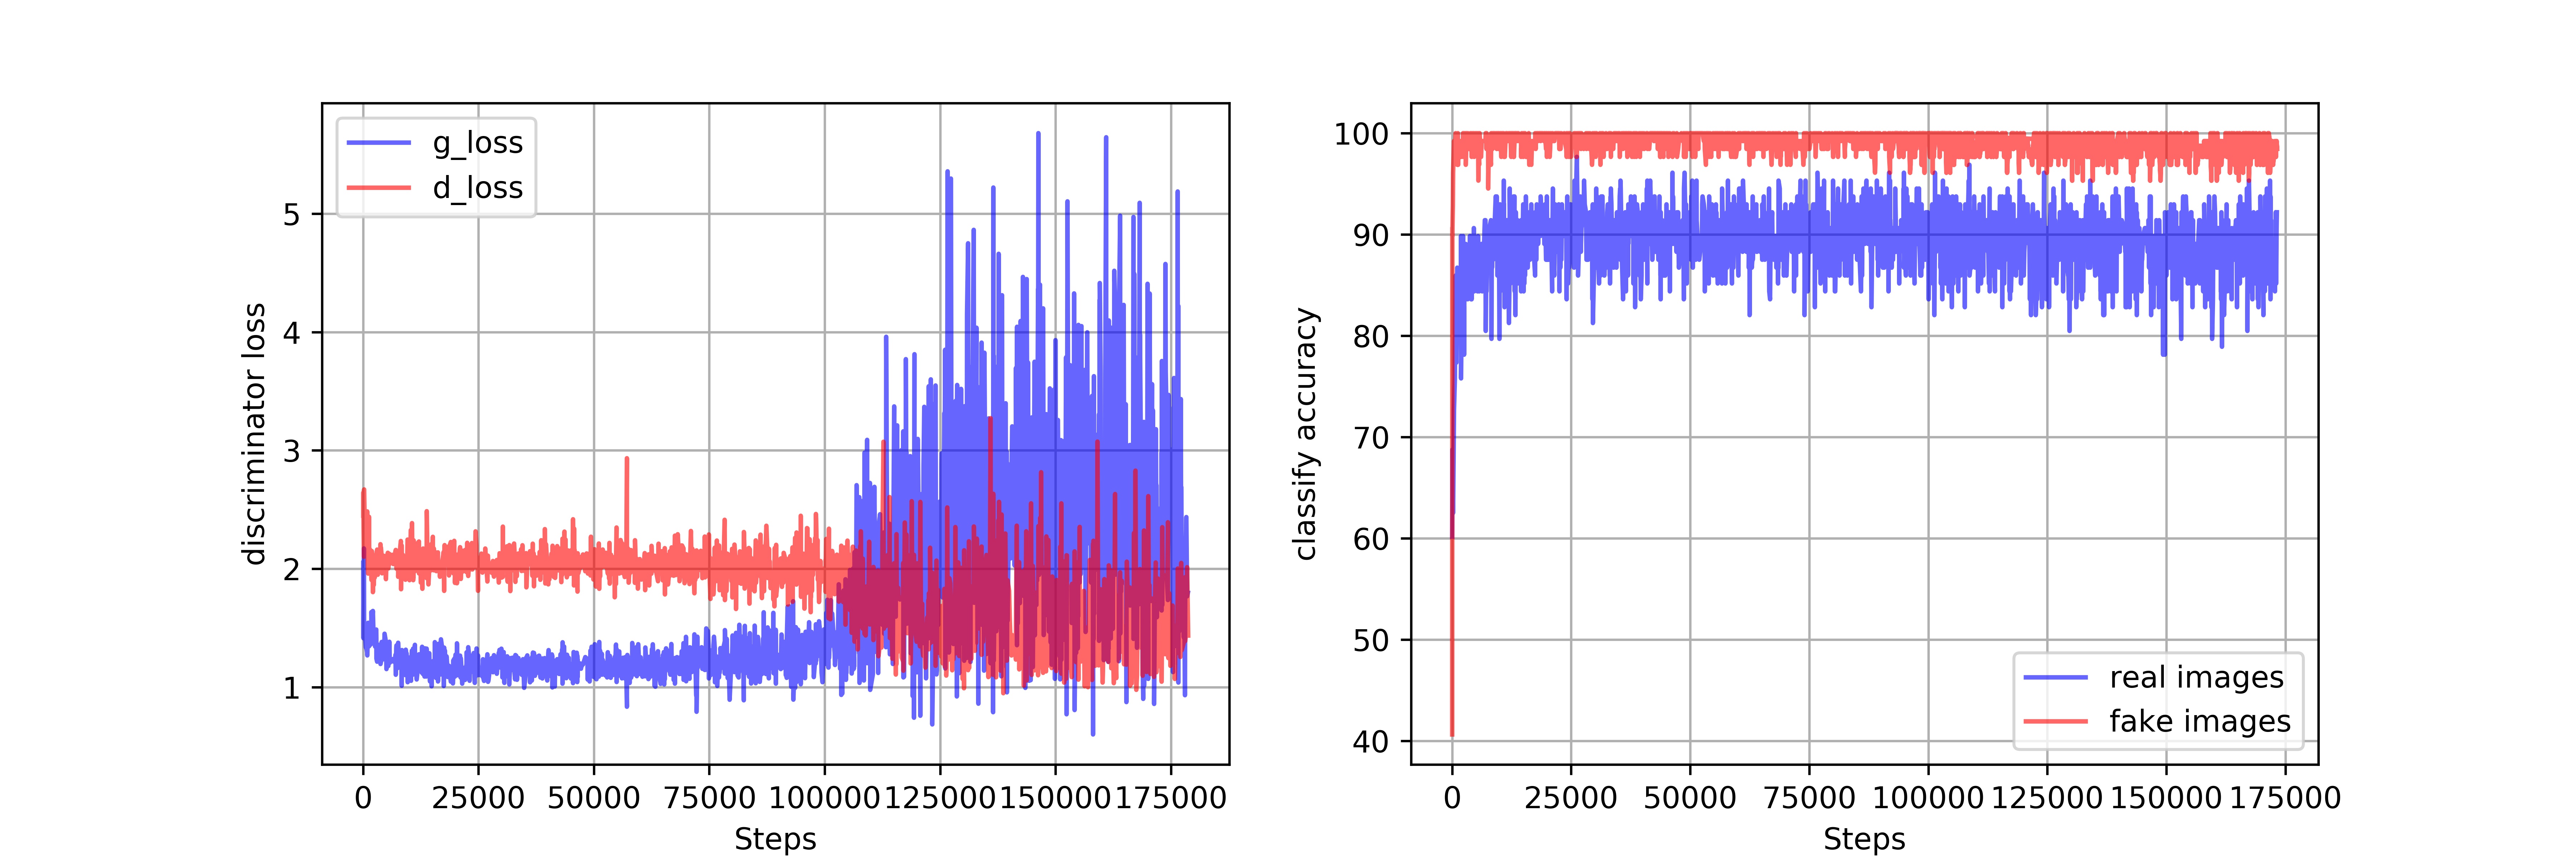 g_loss
d_loss
5
4
3
2
1
discriminator loss
0 25000 50000 75000 100000 125000 150000 175000
Steps
100
90
80
70
60
50
40
classify accuracy
real images
fake images
0 25000 50000 75000 100000 125000 150000 175000
Steps